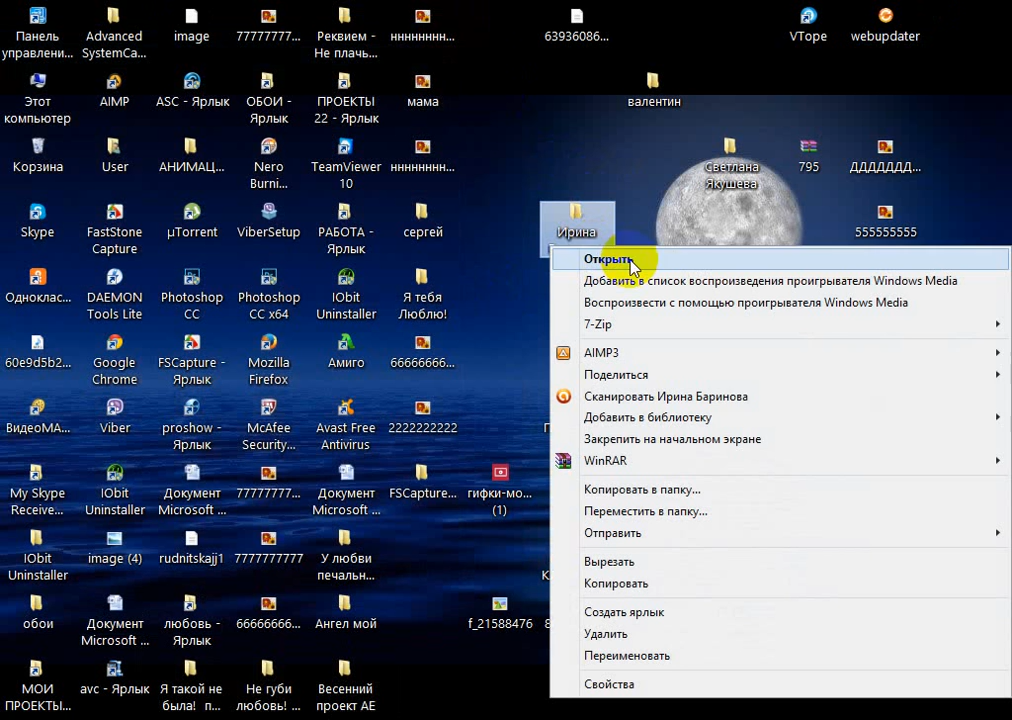 Панель
управлени...
Advanced
SystemCa...
image
77777777...
Реквием -
Не плачь...
ннннннннн...
63936086...
VTope
webupdater
Этот
компьютер
AIMP
ASC - Ярлык
ОБОИ -
Ярлык
ПРОЕКТЫ
22 - Ярлык
мама
валентин
Корзина
User
АНИМАЦ...
Nero
Burni...
TeamViewer
10
ннннннннн...
Светлана
Якушева
795
ДДДДДДД...
Skype
FastStone
Capture
µTorrent
ViberSetup
РАБОТА -
Ярлык
сергей
Ирина
555555555
Одноклас...
DAEMON
Tools Lite
Photoshop
CC
Photoshop
CC x64
IObit
Uninstaller
Я тебя
Люблю!
60e9d5b2...
Google
Chrome
FSCapture -
Ярлык
Mozilla
Firefox
Амиго
66666666...
ВидеоМА...
Viber
proshow -
Ярлык
McAfee
Security...
Avast Free
Antivirus
2222222222
My Skype
Receive...
IObit
Uninstaller
Документ
Microsoft ...
77777777...
Документ
Microsoft ...
FSCapture...
гифки-мо...
(1)
IObit
Uninstaller
image (4)
rudnitskajj1
7777777777
У любви
печальн...
обои
Документ
Microsoft ...
любовь -
Ярлык
66666666...
Ангел мой
f_21588476
МОИ
ПРОЕКТЫ...
avc - Ярлык
Я такой не
была! п...
Не губи
любовь! ...
Весенний
проект АЕ
Открыть
Добавить в список воспроизведения проигрывателя Windows Media
Воспроизвести с помощью проигрывателя Windows Media
7-Zip
AIMP3
Поделиться
Сканировать Ирина Баринова
Добавить в библиотеку
Закрепить на начальном экране
WinRAR
Копировать в папку...
Переместить в папку...
Отправить
Вырезать
Копировать
Создать ярлык
Удалить
Переименовать
Свойства